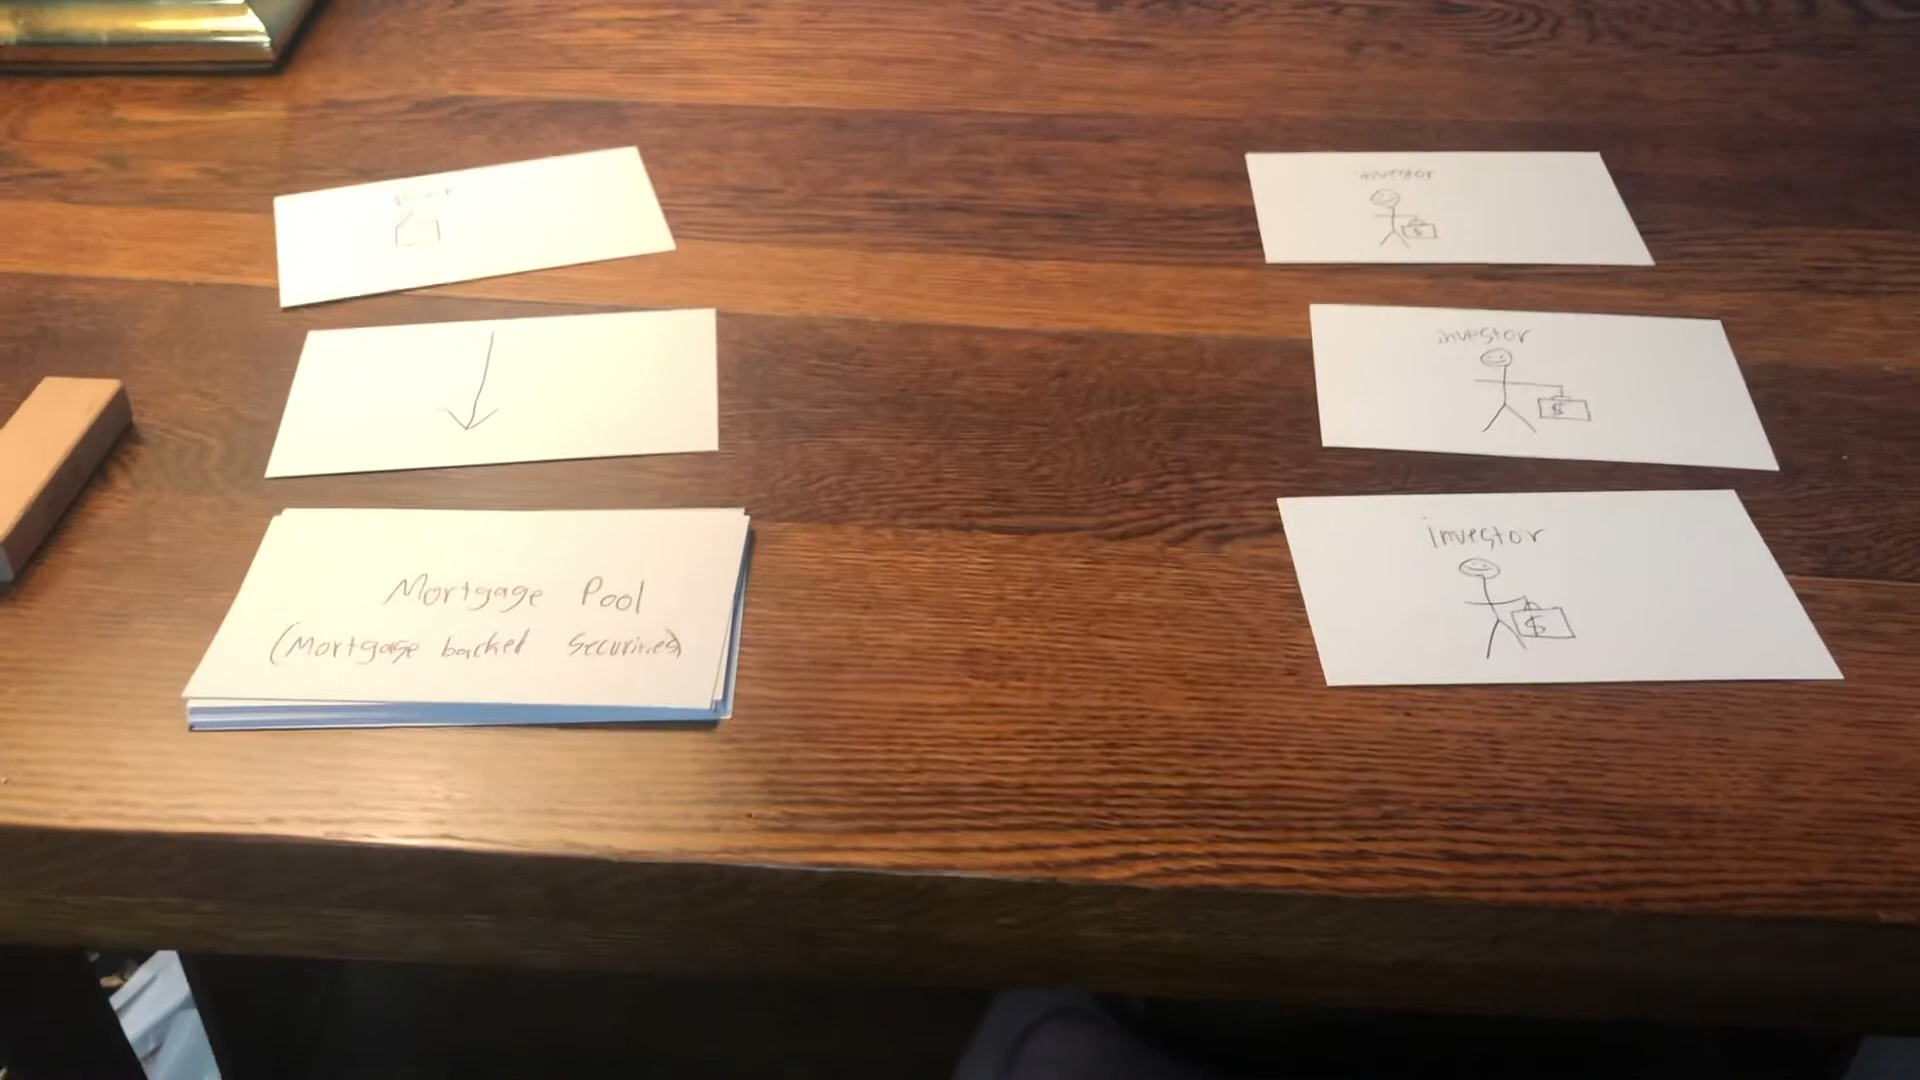 investor
investor
Mortgage Pool
(Mortgage backed Securities)
investor
$
$
$